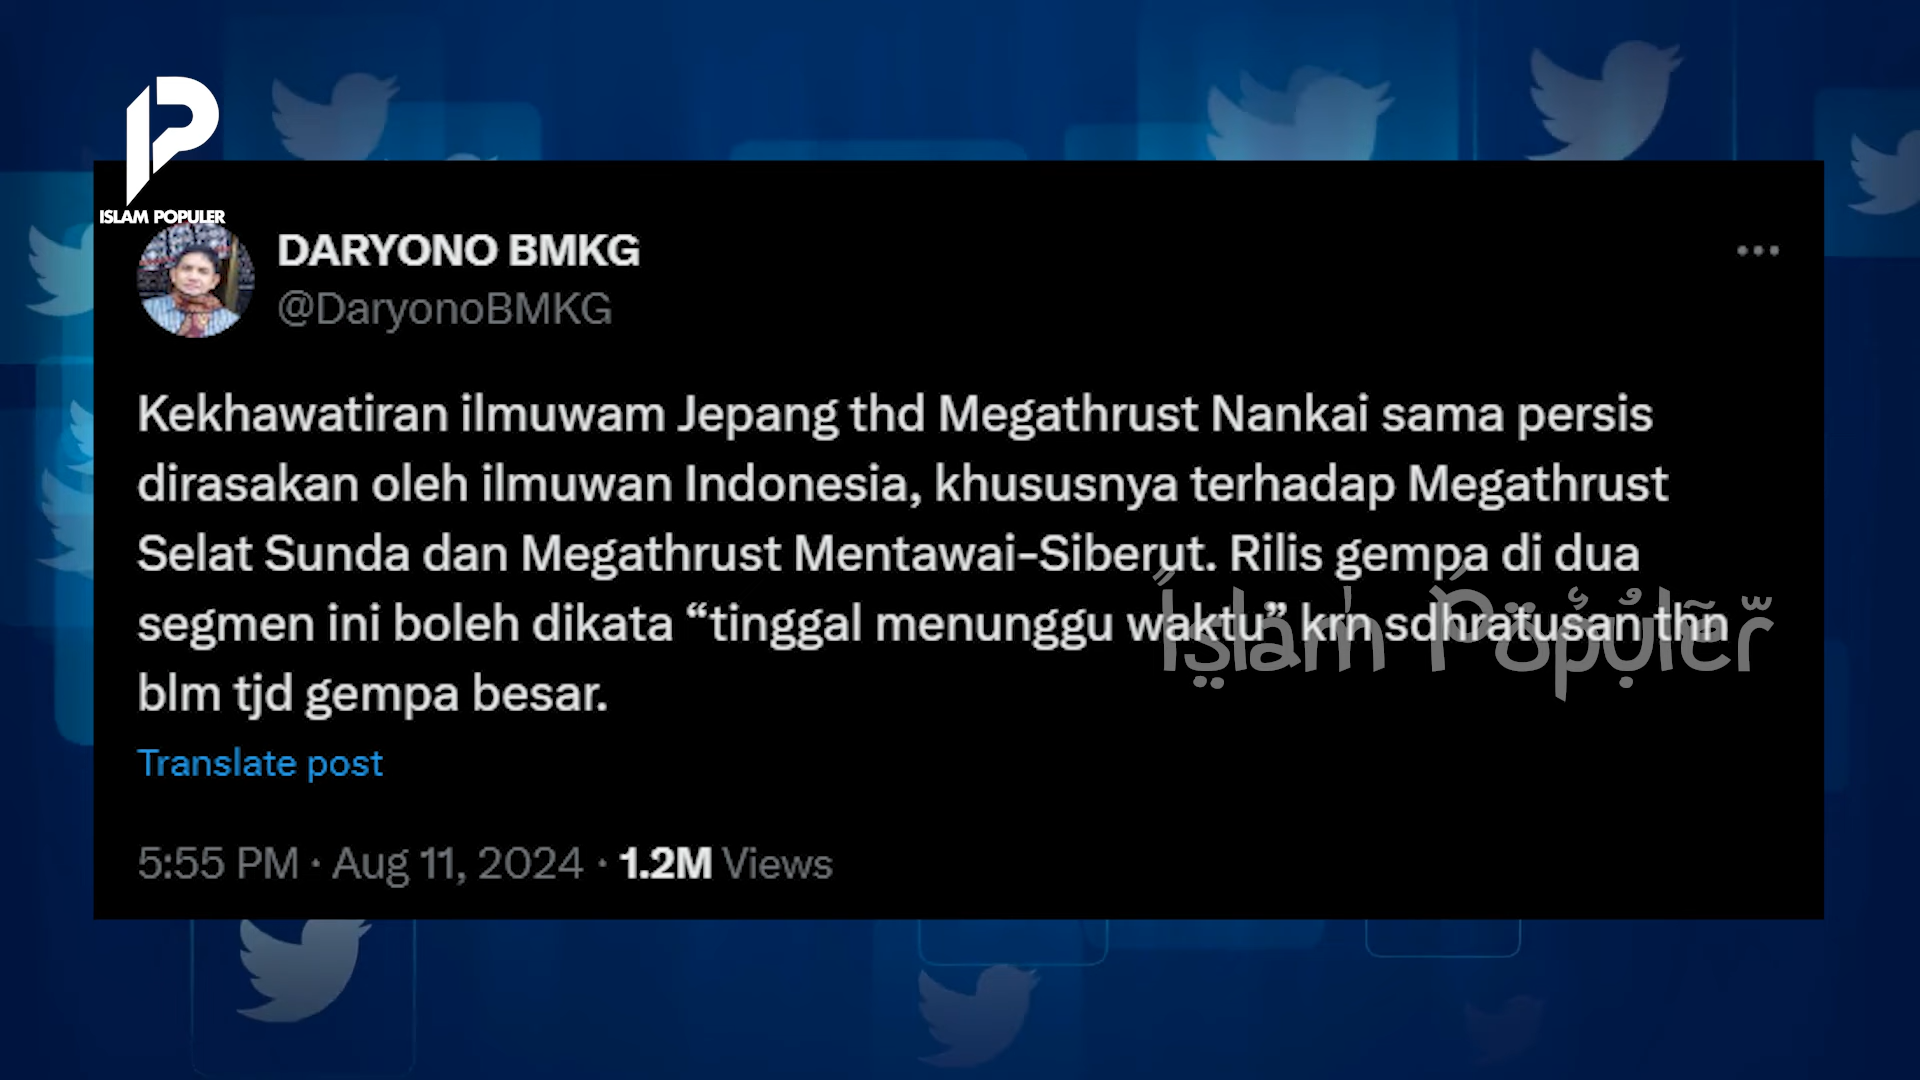 ISLAM POPULER
DARYONO BMKG
@DaryonoBMKG
Kekhawatiran ilmuwam Jepang thd Megathrust Nankai sama persis
dirasakan oleh ilmuwan Indonesia, khususnya terhadap Megathrust
Selat Sunda dan Megathrust Mentawai-Siberut. Rilis gempa di dua
segmen ini boleh dikata “tinggal menunggu waktu” krn sdhratusan thn
Islam Populer
blm tjd gempa besar.
Translate post
5:55 PM · Aug 11, 2024 · 1.2M Views